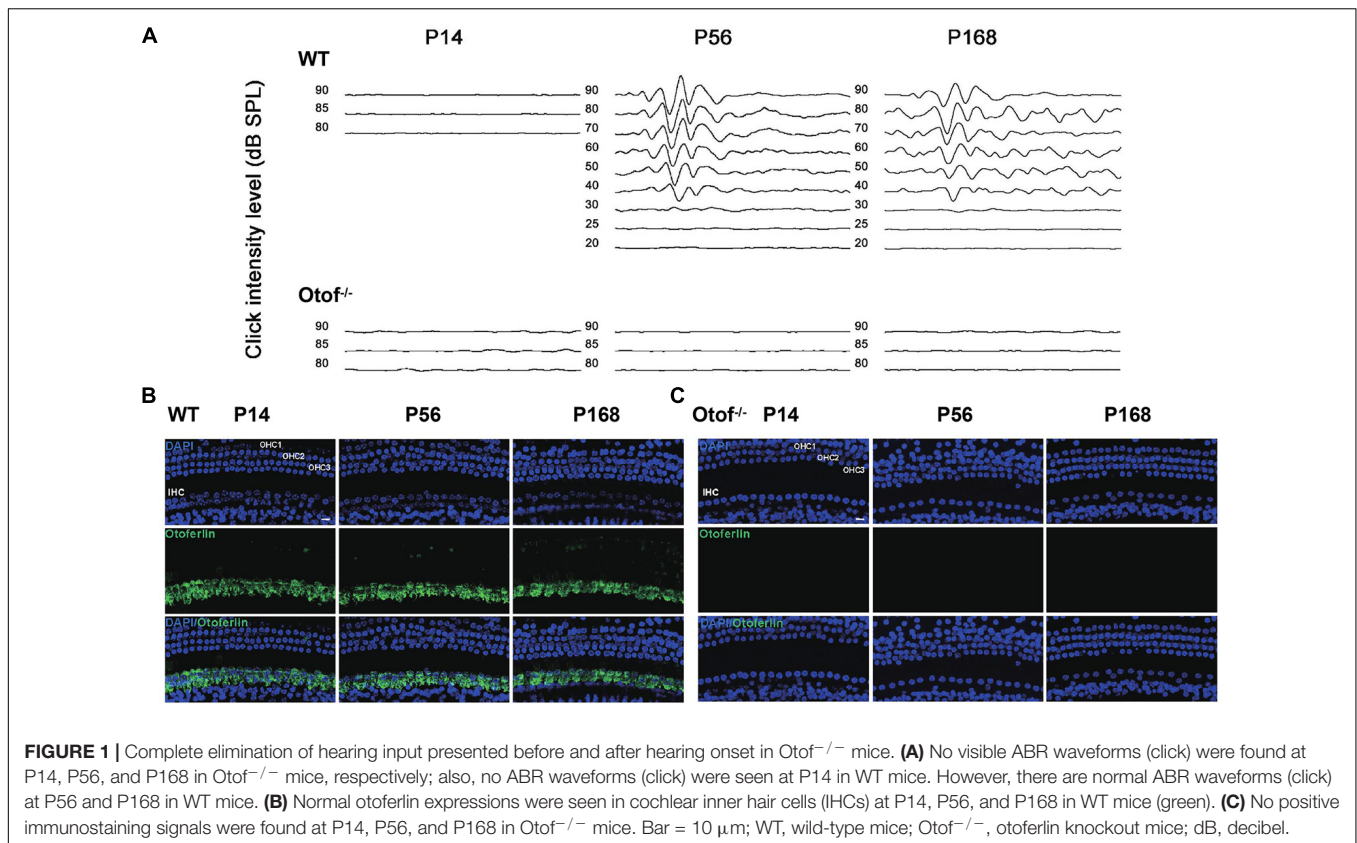 A
P14 P56 P168
WT
Click intensity level (dB SPL)
90 90 90
85 80 80
80 70 70
60 60
50 50
40 40
30 30
25 25
20 20
Otof-/-
90 90 90
85 85 85
80 80 80
B
WT P14 P56 P168
DAPI OHC1
OHC2
OHC3
IHC
Otoferlin
DAPI/Otoferlin
C
Otof-/- P14 P56 P168
DAPI OHC1
OHC2
OHC3
IHC
Otoferlin
DAPI/Otoferlin
FIGURE 1 | Complete elimination of hearing input presented before and after hearing onset in Otof−/− mice. (A) No visible ABR waveforms (click) were found at
P14, P56, and P168 in Otof−/− mice, respectively; also, no ABR waveforms (click) were seen at P14 in WT mice. However, there are normal ABR waveforms (click)
at P56 and P168 in WT mice. (B) Normal otoferlin expressions were seen in cochlear inner hair cells (IHCs) at P14, P56, and P168 in WT mice (green). (C) No positive
immunostaining signals were found at P14, P56, and P168 in Otof−/− mice. Bar = 10 μm; WT, wild-type mice; Otof−/−, otoferlin knockout mice; dB, decibel.